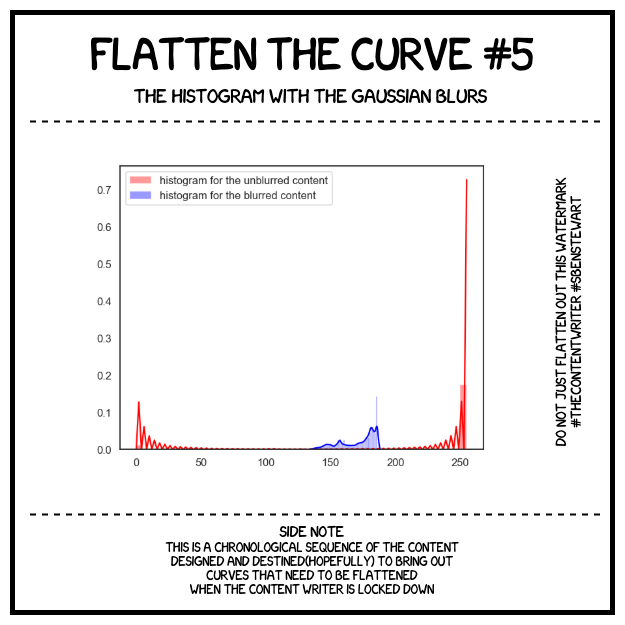 FLATTEN THE CURVE #5
THE HISTOGRAM WITH THE GAUSSIAN BLURS
histogram for the unblurred content
histogram for the blurred content
0.7
0.6
0.5
0.4
0.3
0.2
0.1
0.0
0 50 100 150 200 250
DO NOT JUST FLATTEN OUT THIS WATERMARK
#THECONTENTWRITER #SBENSTEWART
SIDE NOTE
THIS IS A CHRONOLOGICAL SEQUENCE OF THE CONTENT
DESIGNED AND DESTINED(HOPEFULLY) TO BRING OUT
CURVES THAT NEED TO BE FLATTENED
WHEN THE CONTENT WRITER IS LOCKED DOWN